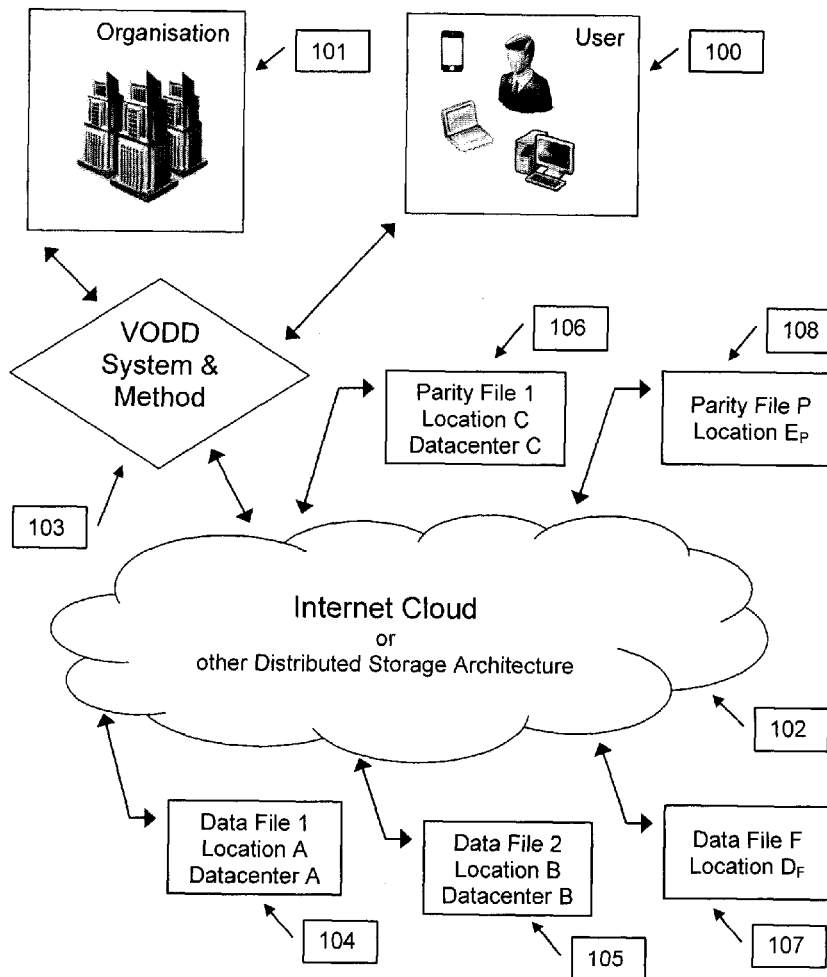 Organisation
101
User
100
VODD
System &
Method
103
106
Parity File 1
Location C
Datacenter C
108
Parity File P
Location EP
Internet Cloud
or
other Distributed Storage Architecture
102
Data File 1
Location A
Datacenter A
104
Data File 2
Location B
Datacenter B
105
Data File F
Location DF
107